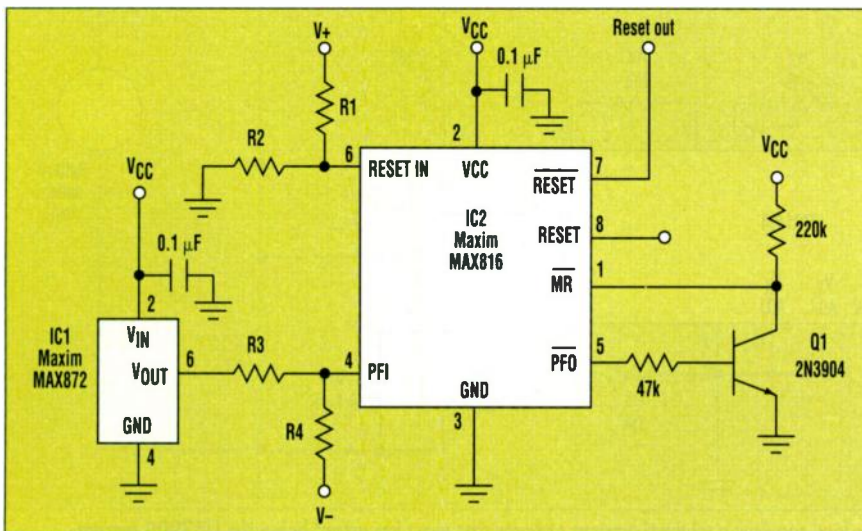 V+
VCC
0.1 µF
Reset out
R1
R2
2
VCC
6
RESET IN
VCC
RESET
7
VCC
IC2
Maxim
MAX816
RESET
8
220k
0.1 µF
MR
1
2
IC1
Maxim
MAX872
VIN
VOUT
6
R3
4
PFI
PFO
5
47k
Q1
2N3904
GND
4
R4
GND
3
V–